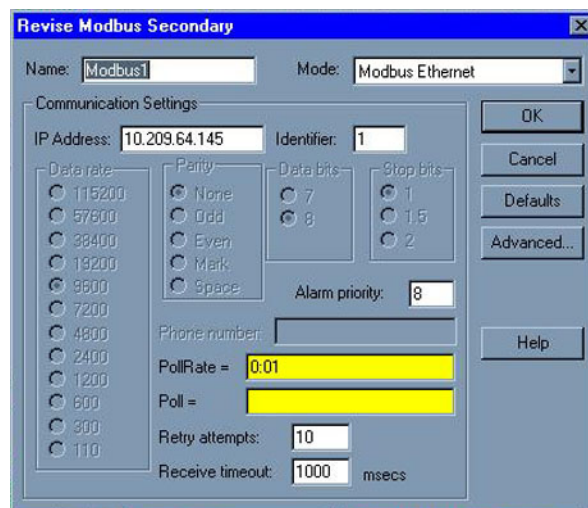 Revise Modbus Secondary
Name: Modbus1 Mode: Modbus Ethernet
Communication Settings
IP Address: 10.209.64.145 Identifier: 1
OK
Cancel
Defaults
Advanced...
Help
Data rate
115200
57600
38400
19200
9600
7200
4800
2400
1200
600
300
110
Parity
None
Odd
Even
Mark
Space
Data bits
7
8
Stop bits
1
1.5
2
Alarm priority: 8
Phone number:
PollRate = 0:01
Poll =
Retry attempts: 10
Receive timeout: 1000 msecs